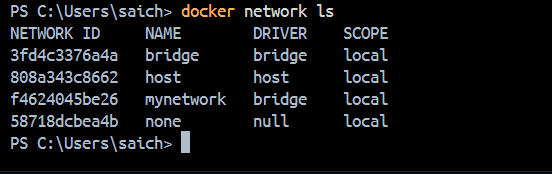 PS C:\Users\saich> docker network ls
NETWORK ID     NAME        DRIVER    SCOPE
3fd4c3376a4a   bridge      bridge    local
808a343c8662   host        host      local
f4624045be26   mynetwork   bridge    local
58718dcbea4b   none        null      local
PS C:\Users\saich>